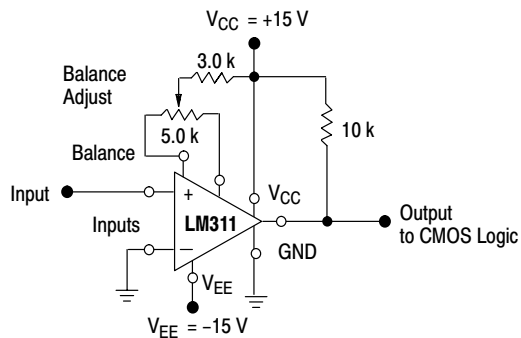 V_CC = +15 V
3.0 k
Balance
Adjust
5.0 k
10 k
Balance
Input
+
V_CC
LM311
Output
to CMOS Logic
Inputs
–
GND
V_EE
V_EE = –15 V